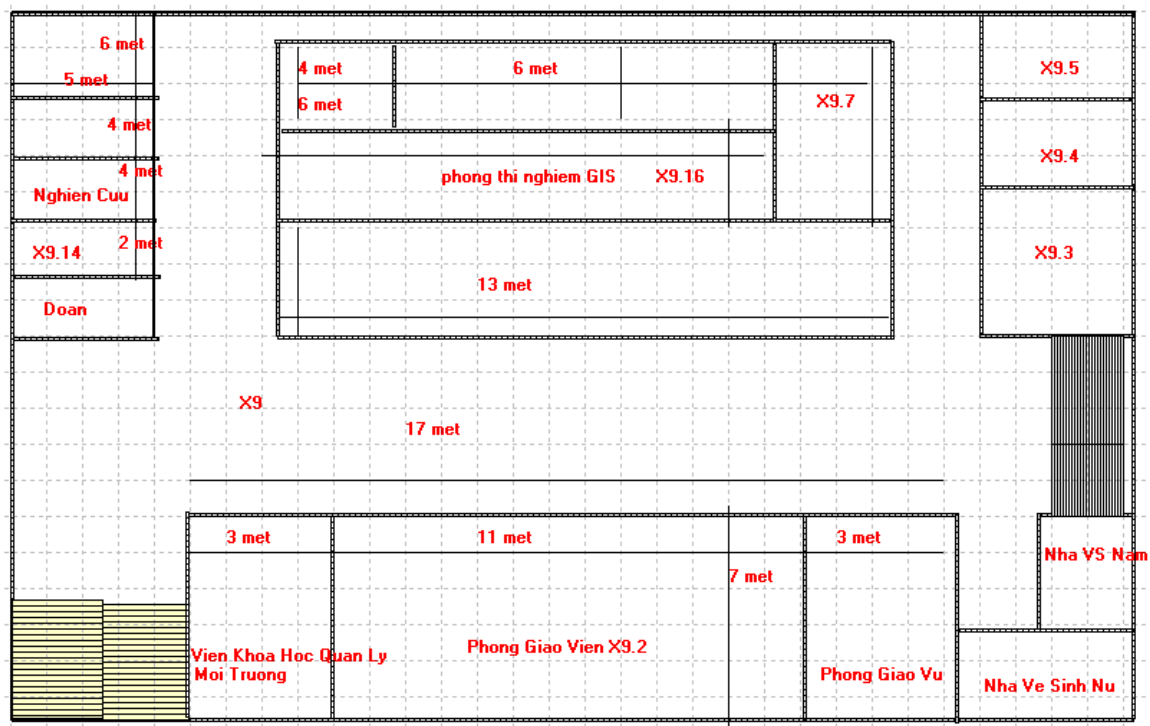 6 met
5 met
4 met
4 met
Nghien Cuu
2 met
X9.14
Doan
4 met
6 met
6 met
X9.7
phong thi nghiem GIS
X9.16
13 met
X9.5
X9.4
X9.3
X9
17 met
3 met
11 met
3 met
7 met
Vien Khoa Hoc Quan Ly
Moi Truong
Phong Giao Vien X9.2
Phong Giao Vu
Nha VS Nam
Nha Ve Sinh Nu